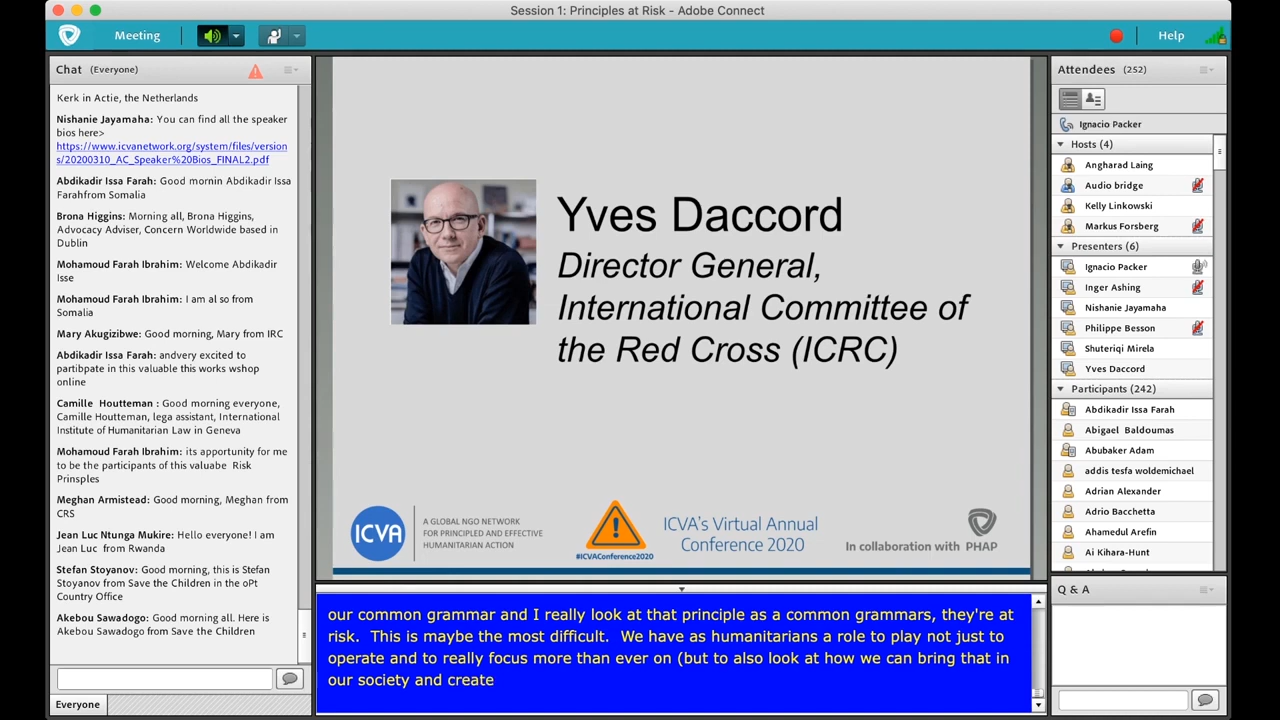 Session 1: Principles at Risk - Adobe Connect
Meeting
Help
Chat (Everyone)
Kerk in Actie, the Netherlands
Nishanie Jayamaha: You can find all the speaker
bios here>
https://www.icvanetwork.org/system/files/version
s/20200310_AC_Speaker%20Bios_FINAL2.pdf
Abdikadir Issa Farah: Good mornin Abdikadir Issa
Farahfrom Somalia
Brona Higgins: Morning all, Brona Higgins,
Advocacy Adviser, Concern Worldwide based in
Dublin
Mohamoud Farah Ibrahim: Welcome Abdikadir
Isse
Mohamoud Farah Ibrahim: I am al so from
Somalia
Mary Akugizibwe: Good morning, Mary from IRC
Abdikadir Issa Farah: andvery excited to
partibpate in this valuable this works wshop
online
Camille Houtteman : Good morning everyone,
Camille Houtteman, lega assistant, International
Institute of Humanitarian Law in Geneva
Mohamoud Farah Ibrahim: its apportunity for me
to be the participans of this valuabe Risk
Prinsples
Meghan Armistead: Good morning, Meghan from
CRS
Jean Luc Ntunga Mukire: Hello everyone! I am
Jean Luc from Rwanda
Stefan Stoyanov: Good morning, this is Stefan
Stoyanov from Save the Children in the oPt
Country Office
Akebou Sawadogo: Good morning all. Here is
Akebou Sawadogo from Save the Children
Everyone
Yves Daccord
Director General,
International Committee of
the Red Cross (ICRC)
ICVA
A GLOBAL NGO NETWORK
FOR PRINCIPLED AND EFFECTIVE
HUMANITARIAN ACTION
#ICVAConference2020
ICVA's Virtual Annual
Conference 2020
In collaboration with PHAP
our common grammar and I really look at that principle as a common grammars, they're at
risk. This is maybe the most difficult. We have as humanitarians a role to play not just to
operate and to really focus more than ever on (but to also look at how we can bring that in
our society and create
Attendees (252)
Ignacio Packer
Hosts (4)
Angharad Laing
Audio bridge
Kelly Linkowski
Markus Forsberg
Presenters (6)
Ignacio Packer
Inger Ashing
Nishanie Jayamaha
Philippe Besson
Shuteriqi Mirela
Yves Daccord
Participants (242)
Abdikadir Issa Farah
Abigael Baldoumas
Abubaker Adam
addis tesfa woldemichael
Adrian Alexander
Adrio Bacchetta
Ahamedul Arefin
Ai Kihara-Hunt
Q & A